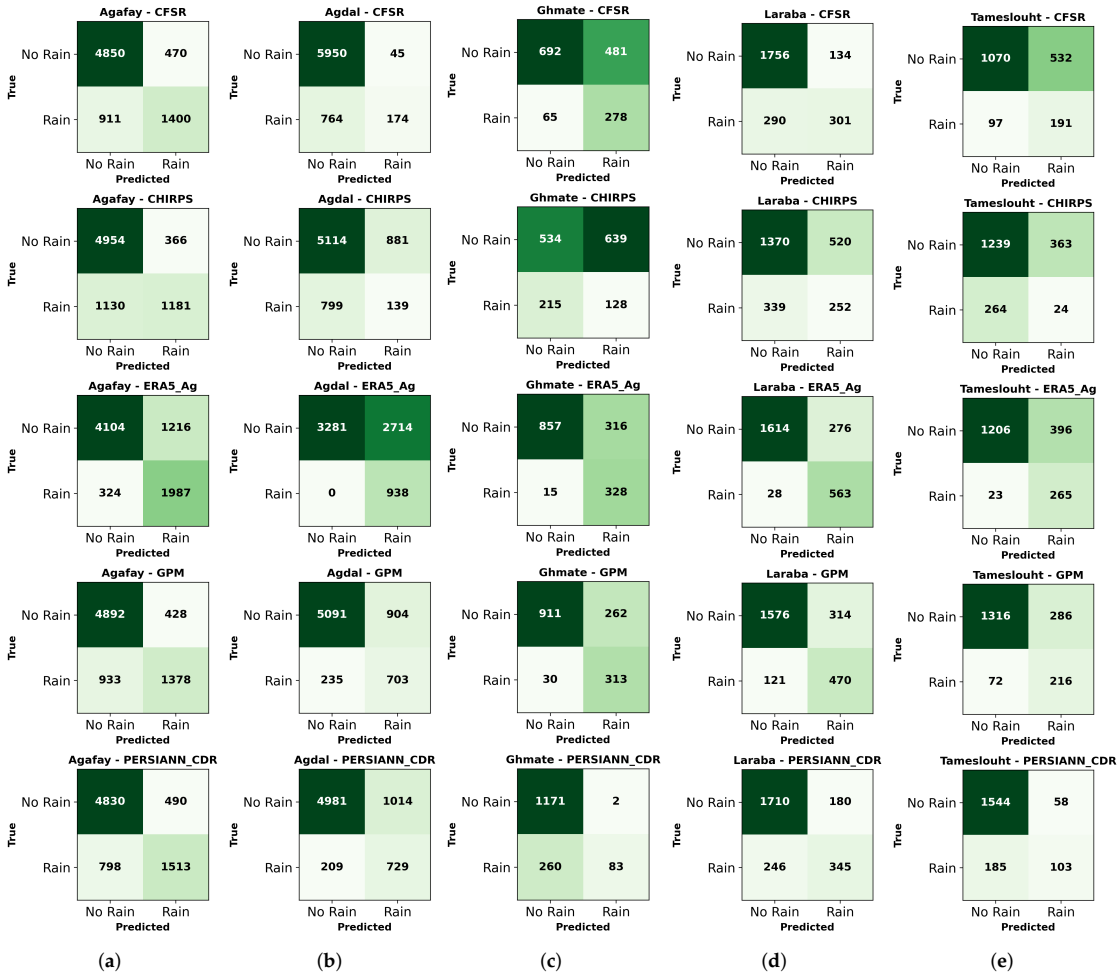 Agafay - CFSR
No Rain 4850 470
True
Rain 911 1400
No Rain Rain
Predicted
Agdal - CFSR
No Rain 5950 45
True
Rain 764 174
No Rain Rain
Predicted
Ghmate - CFSR
No Rain 692 481
True
Rain 65 278
No Rain Rain
Predicted
Laraba - CFSR
No Rain 1756 134
True
Rain 290 301
No Rain Rain
Predicted
Tameslouht - CFSR
No Rain 1070 532
True
Rain 97 191
No Rain Rain
Predicted
Agafay - CHIRPS
No Rain 4954 366
True
Rain 1130 1181
No Rain Rain
Predicted
Agdal - CHIRPS
No Rain 5114 881
True
Rain 799 139
No Rain Rain
Predicted
Ghmate - CHIRPS
No Rain 534 639
True
Rain 215 128
No Rain Rain
Predicted
Laraba - CHIRPS
No Rain 1370 520
True
Rain 339 252
No Rain Rain
Predicted
Tameslouht - CHIRPS
No Rain 1239 363
True
Rain 264 24
No Rain Rain
Predicted
Agafay - ERA5_Ag
No Rain 4104 1216
True
Rain 324 1987
No Rain Rain
Predicted
Agdal - ERA5_Ag
No Rain 3281 2714
True
Rain 0 938
No Rain Rain
Predicted
Ghmate - ERA5_Ag
No Rain 857 316
True
Rain 15 328
No Rain Rain
Predicted
Laraba - ERA5_Ag
No Rain 1614 276
True
Rain 28 563
No Rain Rain
Predicted
Tameslouht - ERA5_Ag
No Rain 1206 396
True
Rain 23 265
No Rain Rain
Predicted
Agafay - GPM
No Rain 4892 428
True
Rain 933 1378
No Rain Rain
Predicted
Agdal - GPM
No Rain 5091 904
True
Rain 235 703
No Rain Rain
Predicted
Ghmate - GPM
No Rain 911 262
True
Rain 30 313
No Rain Rain
Predicted
Laraba - GPM
No Rain 1576 314
True
Rain 121 470
No Rain Rain
Predicted
Tameslouht - GPM
No Rain 1316 286
True
Rain 72 216
No Rain Rain
Predicted
Agafay - PERSIANN_CDR
No Rain 4830 490
True
Rain 798 1513
No Rain Rain
Predicted
Agdal - PERSIANN_CDR
No Rain 4981 1014
True
Rain 209 729
No Rain Rain
Predicted
Ghmate - PERSIANN_CDR
No Rain 1171 2
True
Rain 260 83
No Rain Rain
Predicted
Laraba - PERSIANN_CDR
No Rain 1710 180
True
Rain 246 345
No Rain Rain
Predicted
Tameslouht - PERSIANN_CDR
No Rain 1544 58
True
Rain 185 103
No Rain Rain
Predicted
(a) (b) (c) (d) (e)